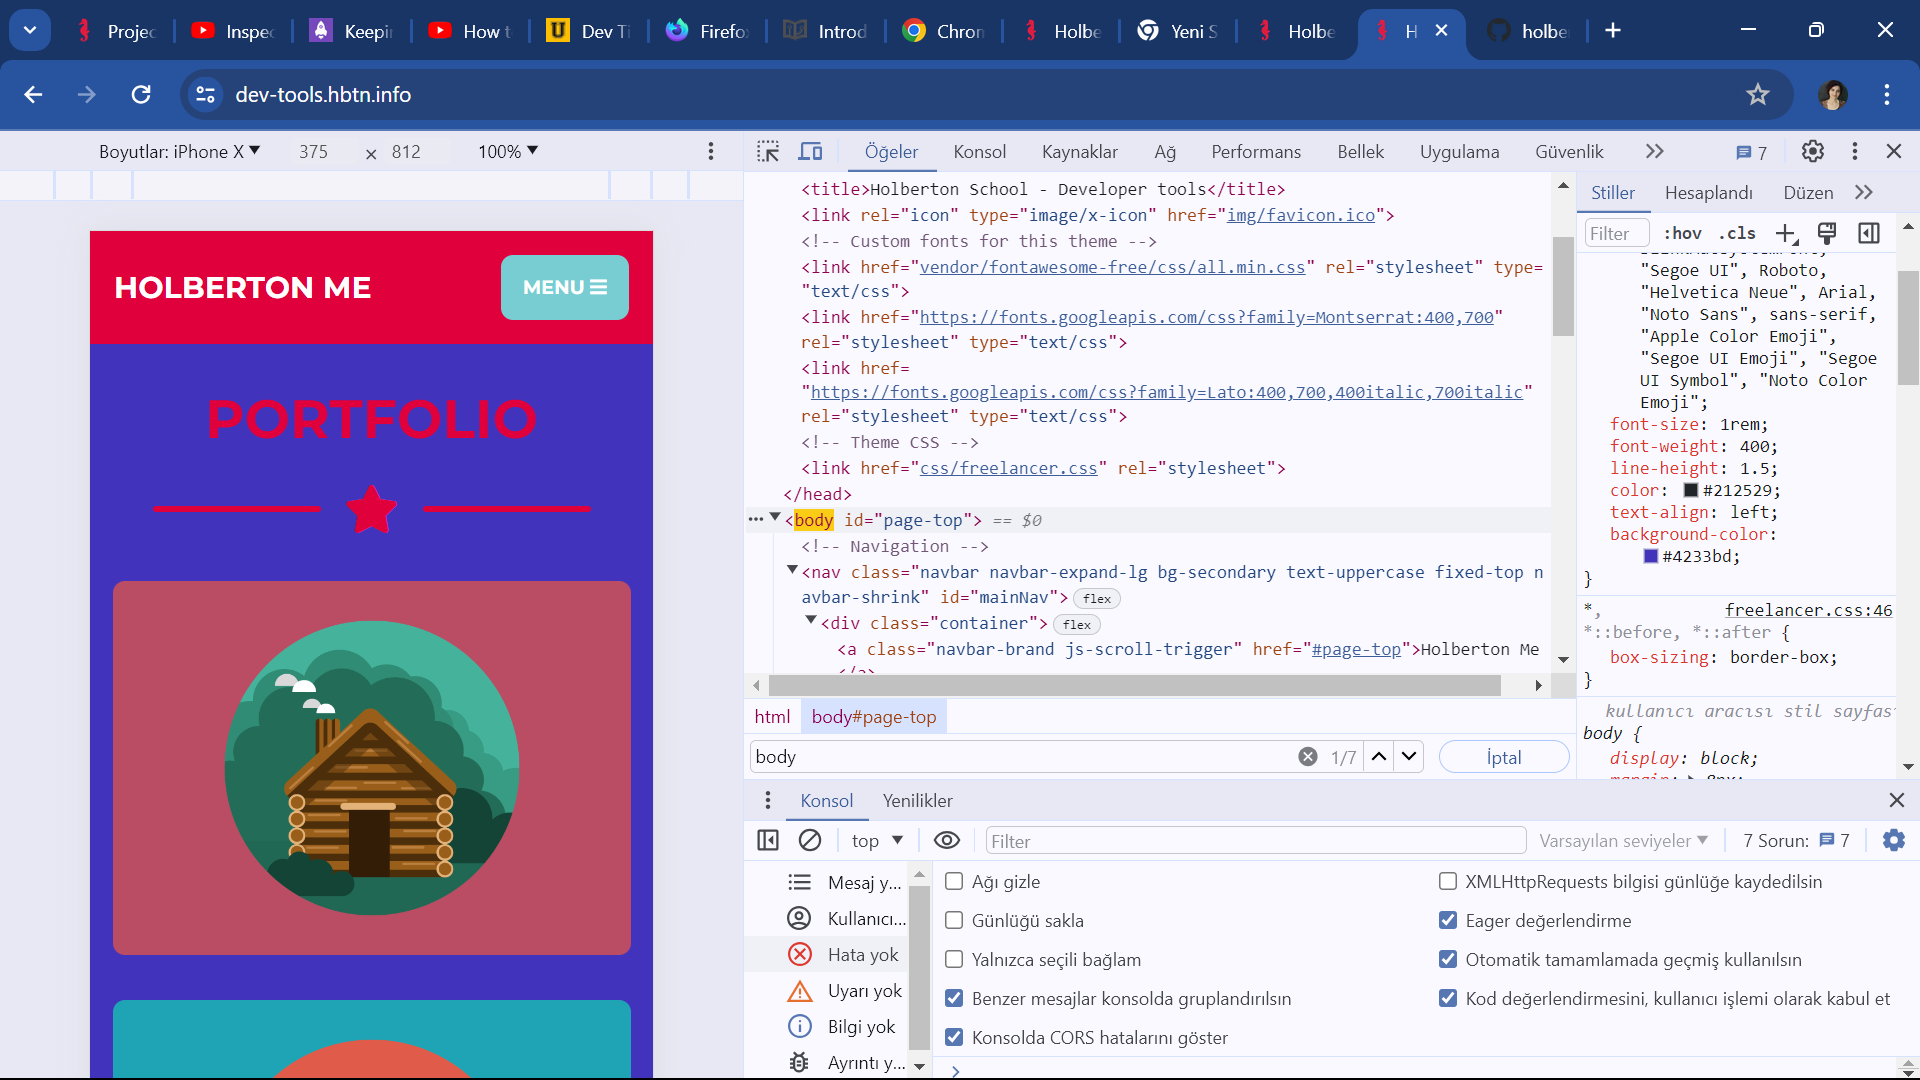 Projec
Inspec
Keepin
How t
Dev Ti
Firefo
Introd
Chrom
Holbe
Yeni S
Holbe
H
holbe
dev-tools.hbtn.info
Boyutlar: iPhone X ▼ 375 × 812 100% ▼
Öğeler Konsol Kaynaklar Ağ Performans Bellek Uygulama Güvenlik 7
HOLBERTON ME
MENU
PORTFOLIO
<title>Holberton School - Developer tools</title>
<link rel="icon" type="image/x-icon" href="img/favicon.ico">
<!-- Custom fonts for this theme -->
<link href="vendor/fontawesome-free/css/all.min.css" rel="stylesheet" type=
"text/css">
<link href="https://fonts.googleapis.com/css?family=Montserrat:400,700"
rel="stylesheet" type="text/css">
<link href=
"https://fonts.googleapis.com/css?family=Lato:400,700,400italic,700italic"
rel="stylesheet" type="text/css">
<!-- Theme CSS -->
<link href="css/freelancer.css" rel="stylesheet">
</head>
<body id="page-top"> == $0
<!-- Navigation -->
<nav class="navbar navbar-expand-lg bg-secondary text-uppercase fixed-top n
avbar-shrink" id="mainNav"> flex
<div class="container"> flex
<a class="navbar-brand js-scroll-trigger" href="#page-top">Holberton Me
</a>
html body#page-top
body 1/7 İptal
Stiller Hesaplandı Düzen
Filter :hov .cls
"Segoe UI", Roboto,
"Helvetica Neue", Arial,
"Noto Sans", sans-serif,
"Apple Color Emoji",
"Segoe UI Emoji", "Segoe
UI Symbol", "Noto Color
Emoji";
font-size: 1rem;
font-weight: 400;
line-height: 1.5;
color: #212529;
text-align: left;
background-color:
#4233bd;
}
*, freelancer.css:46
*::before, *::after {
box-sizing: border-box;
}
kullanıcı aracısı stil sayfası
body {
display: block;
margin: 8px;
Konsol Yenilikler
top ▼ Filter Varsayılan seviyeler ▼ 7 Sorun: 7
Mesaj y...
Kullanıcı...
Hata yok
Uyarı yok
Bilgi yok
Ayrıntı y...
Ağı gizle
Günlüğü sakla
Yalnızca seçili bağlam
Benzer mesajlar konsolda gruplandırılsın
Konsolda CORS hatalarını göster
XMLHttpRequests bilgisi günlüğe kaydedilsin
Eager değerlendirme
Otomatik tamamlamada geçmiş kullanılsın
Kod değerlendirmesini, kullanıcı işlemi olarak kabul et